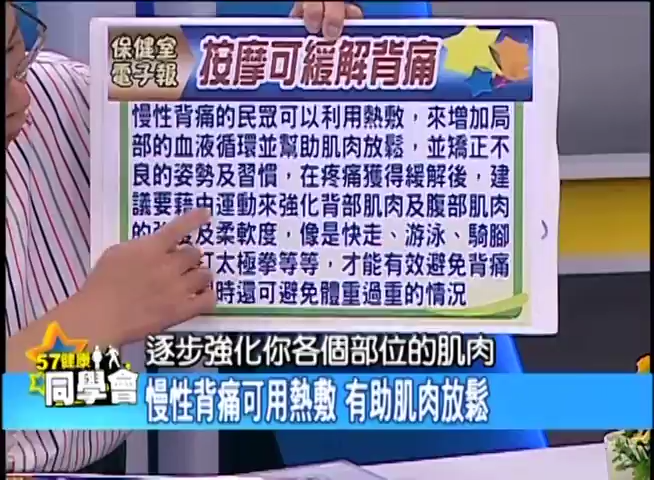 保健室
電子報
按摩可緩解背痛
慢性背痛的民眾可以利用熱敷，來增加局
部的血液循環並幫助肌肉放鬆，並矯正不
良的姿勢及習慣，在疼痛獲得緩解後，建
議要藉由運動來強化背部肌肉及腹部肌肉
的 及柔軟度，像是快走、游泳、騎腳
打太極拳等等，才能有效避免背痛
時還可避免體重過重的情況
逐步強化你各個部位的肌肉
57健康
同學會
慢性背痛可用熱敷 有助肌肉放鬆